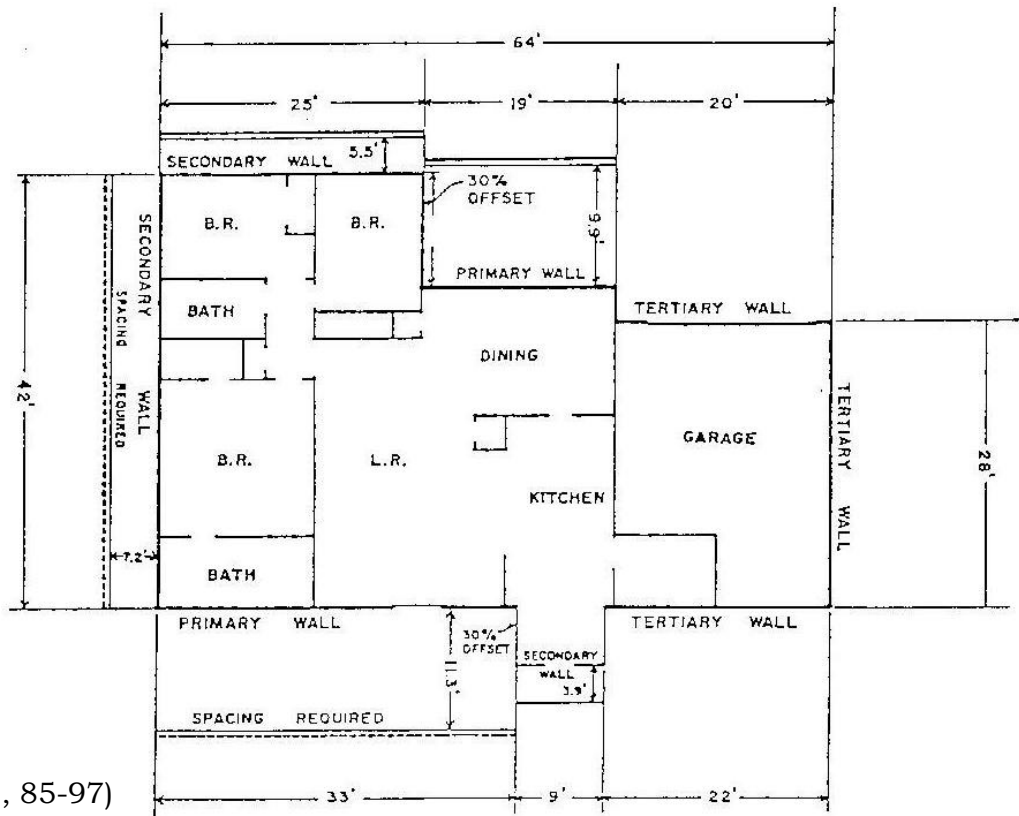 64'
25'
19'
20'
SECONDARY WALL
5.5'
30%
OFFSET
9.9'
B.R.
B.R.
PRIMARY WALL
BATH
TERTIARY WALL
SECONDARY WALL
SPACING REQUIRED
42'
DINING
GARAGE
TERTIARY WALL
28'
B.R.
L.R.
KITCHEN
7.2'
BATH
PRIMARY WALL
30%
OFFSET
SECONDARY
WALL
3.9'
TERTIARY WALL
11.3'
SPACING REQUIRED
, 85-97)
33'
9'
22'